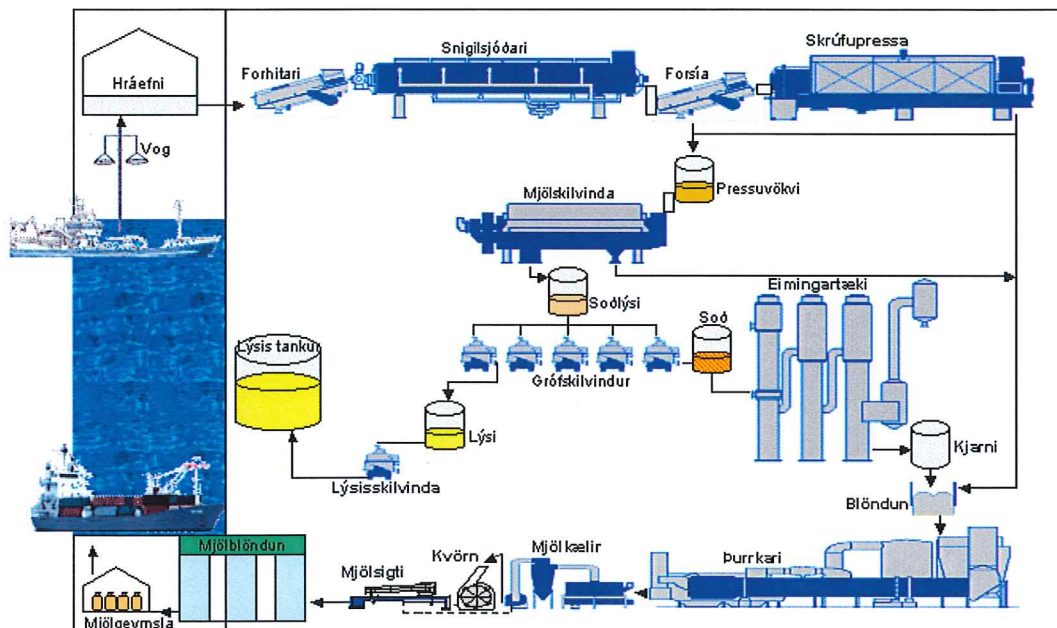 Hráefni
Vog
Forhitari
Snigilsjóðari
Forsía
Skrúfupressa
Pressuvökvi
Mjölskilvinda
Soðlýsi
Grófskilvindur
Soð
Eimingartæki
Kjarni
Blöndun
Lýsis tankur
Lýsi
Lýsisskilvinda
Þurrkari
Mjölkælir
Kvörn
Mjölsigti
Mjölblöndun
Mjölgeymsla